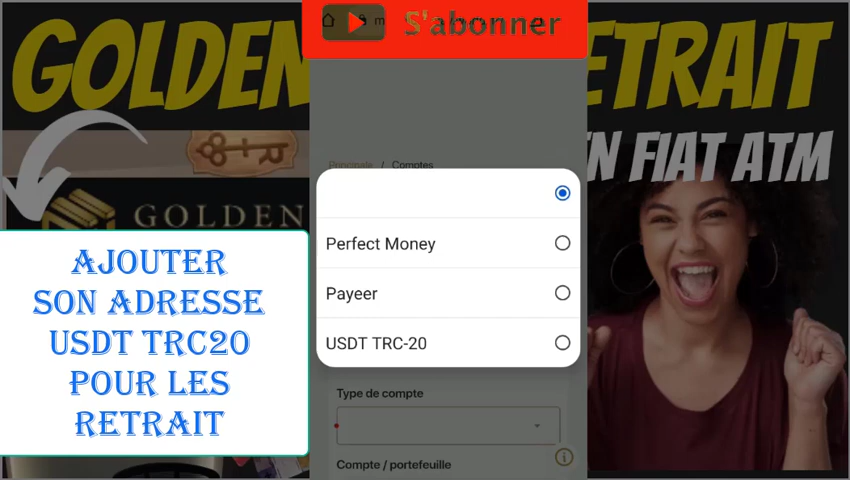 S'abonner
GOLDEN
RETRAIT
EN FIAT ATM
R
GOLDEN
Principale / Comptes
Perfect Money
Payeer
USDT TRC-20
Type de compte
Compte / portefeuille
AJOUTER
SON ADRESSE
USDT TRC20
POUR LES
RETRAIT